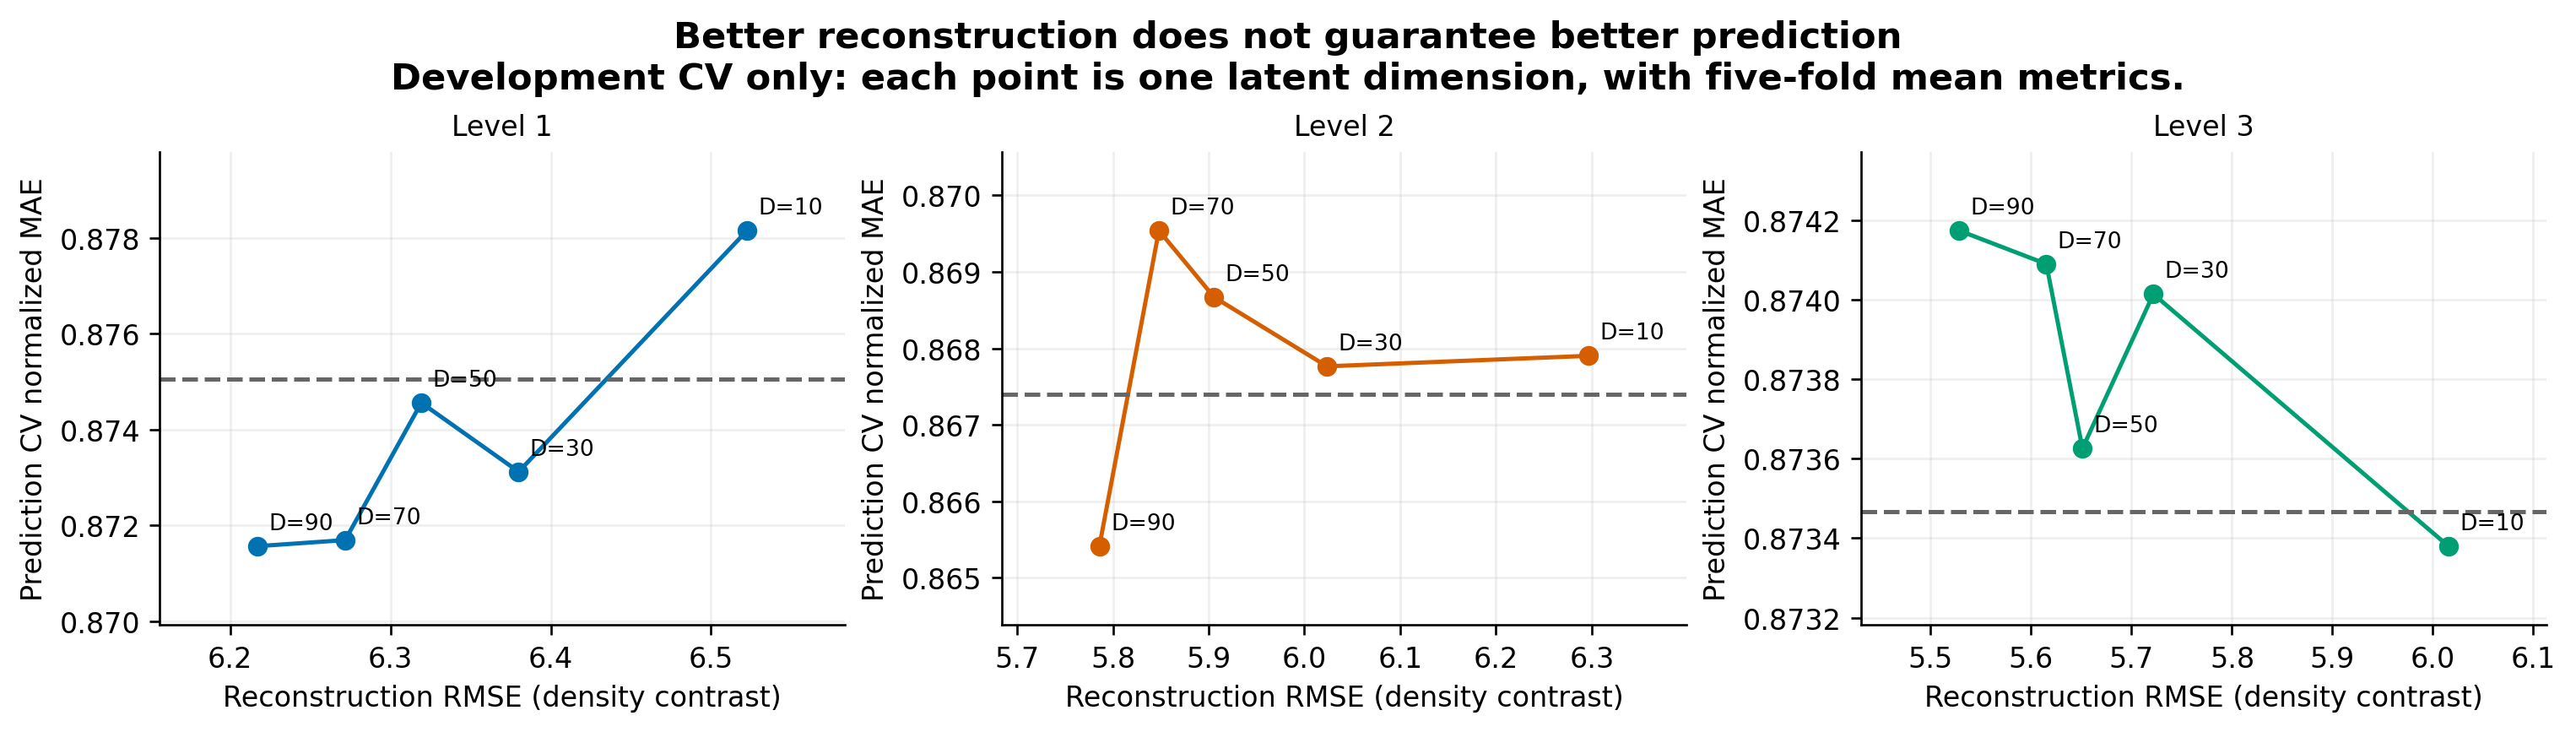 Better reconstruction does not guarantee better prediction
Development CV only: each point is one latent dimension, with five-fold mean metrics.
Level 1
Prediction CV normalized MAE
0.878
0.876
0.874
0.872
0.870
D=10
D=50
D=30
D=90
D=70
6.2
6.3
6.4
6.5
Reconstruction RMSE (density contrast)
Level 2
Prediction CV normalized MAE
0.870
0.869
0.868
0.867
0.866
0.865
D=70
D=50
D=30
D=10
D=90
5.7
5.8
5.9
6.0
6.1
6.2
6.3
Reconstruction RMSE (density contrast)
Level 3
Prediction CV normalized MAE
0.8742
0.8740
0.8738
0.8736
0.8734
0.8732
D=90
D=70
D=30
D=50
D=10
5.5
5.6
5.7
5.8
5.9
6.0
6.1
Reconstruction RMSE (density contrast)